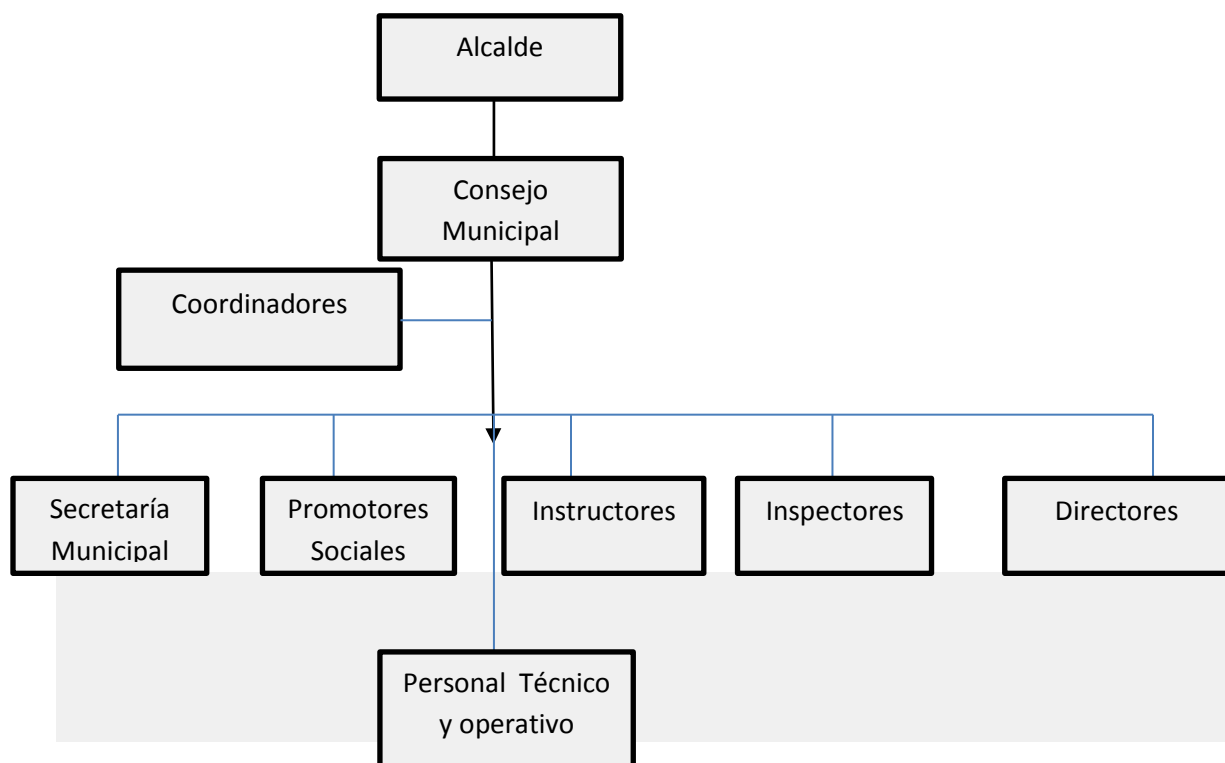 Alcalde
Consejo
Municipal
Coordinadores
Secretaría
Municipal
Promotores
Sociales
Instructores
Inspectores
Directores
Personal Técnico
y operativo